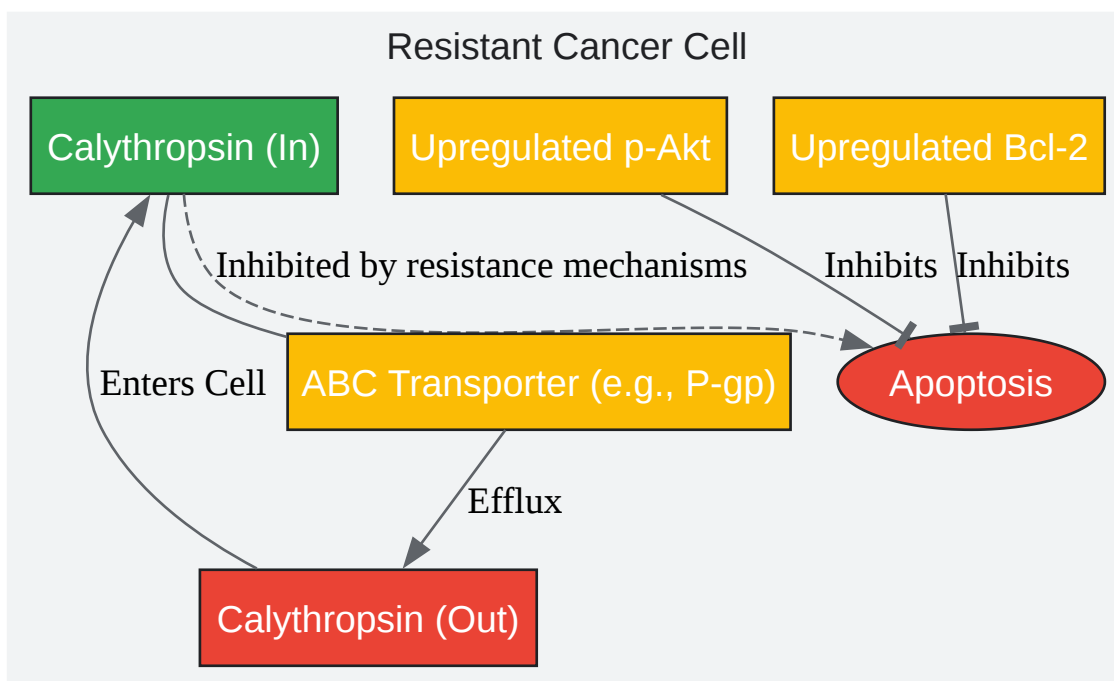 Resistant Cancer Cell
Calythropsin (In)
Upregulated p-Akt
Upregulated Bcl-2
Inhibited by resistance mechanisms
Inhibits
Inhibits
Enters Cell
ABC Transporter (e.g., P-gp)
Apoptosis
Efflux
Calythropsin (Out)